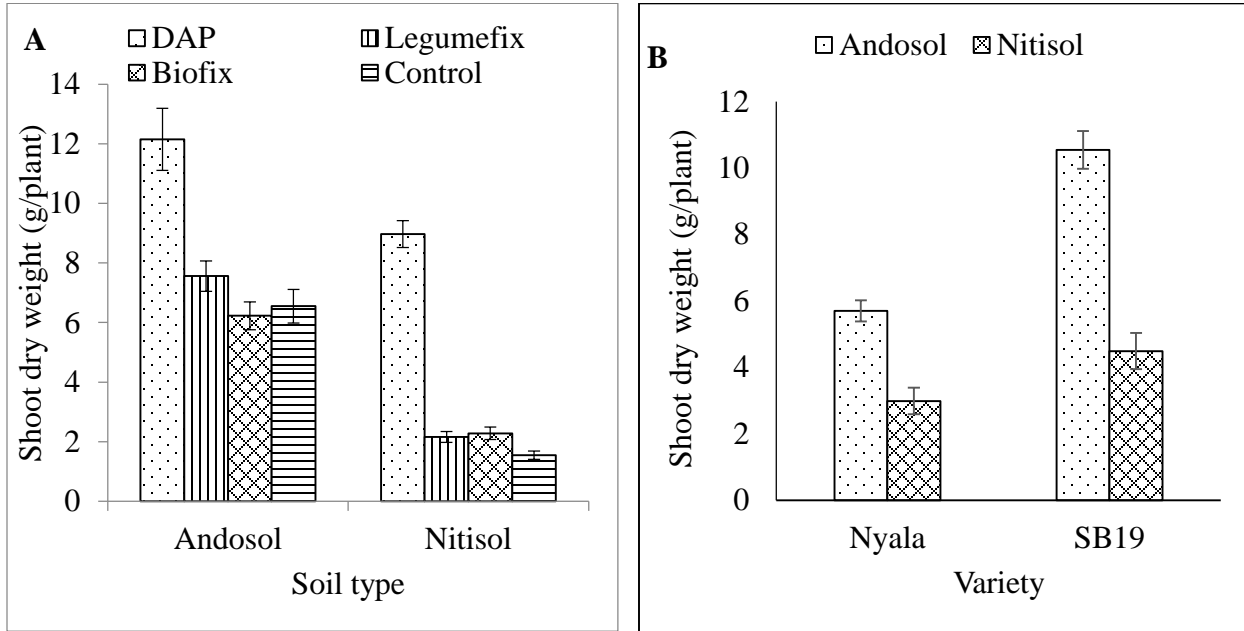 A
DAP Legumefix
Biofix Control
Shoot dry weight (g/plant)
14
12
10
8
6
4
2
0
Andosol Nitisol
Soil type
B
Andosol Nitisol
Shoot dry weight (g/plant)
12
10
8
6
4
2
0
Nyala SB19
Variety